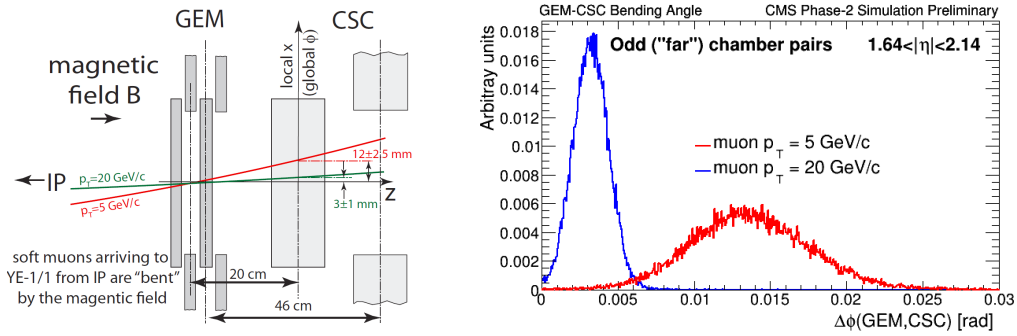 GEM
CSC
local x
(global ϕ)
magnetic
field B
12±2.5 mm
p_T=20 GeV/c
IP
Z
p_T=5 GeV/c
3±1 mm
soft muons arriving to
YE-1/1 from IP are "bent"
by the magentic field
20 cm
46 cm
GEM-CSC Bending Angle
CMS Phase-2 Simulation Preliminary
Odd ("far") chamber pairs
1.64<|η|<2.14
Arbitray units
0.018
0.016
0.014
0.012
0.010
0.008
0.006
0.004
0.002
0.000
muon p_T = 5 GeV/c
muon p_T = 20 GeV/c
0
0.005
0.01
0.015
0.02
0.025
0.03
Δϕ(GEM,CSC) [rad]